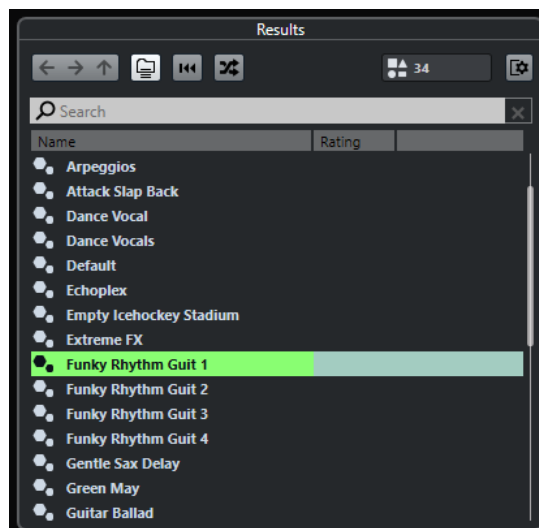 Results
34
Search
Name Rating
Arpeggios
Attack Slap Back
Dance Vocal
Dance Vocals
Default
Echoplex
Empty Icehockey Stadium
Extreme FX
Funky Rhythm Guit 1
Funky Rhythm Guit 2
Funky Rhythm Guit 3
Funky Rhythm Guit 4
Gentle Sax Delay
Green May
Guitar Ballad